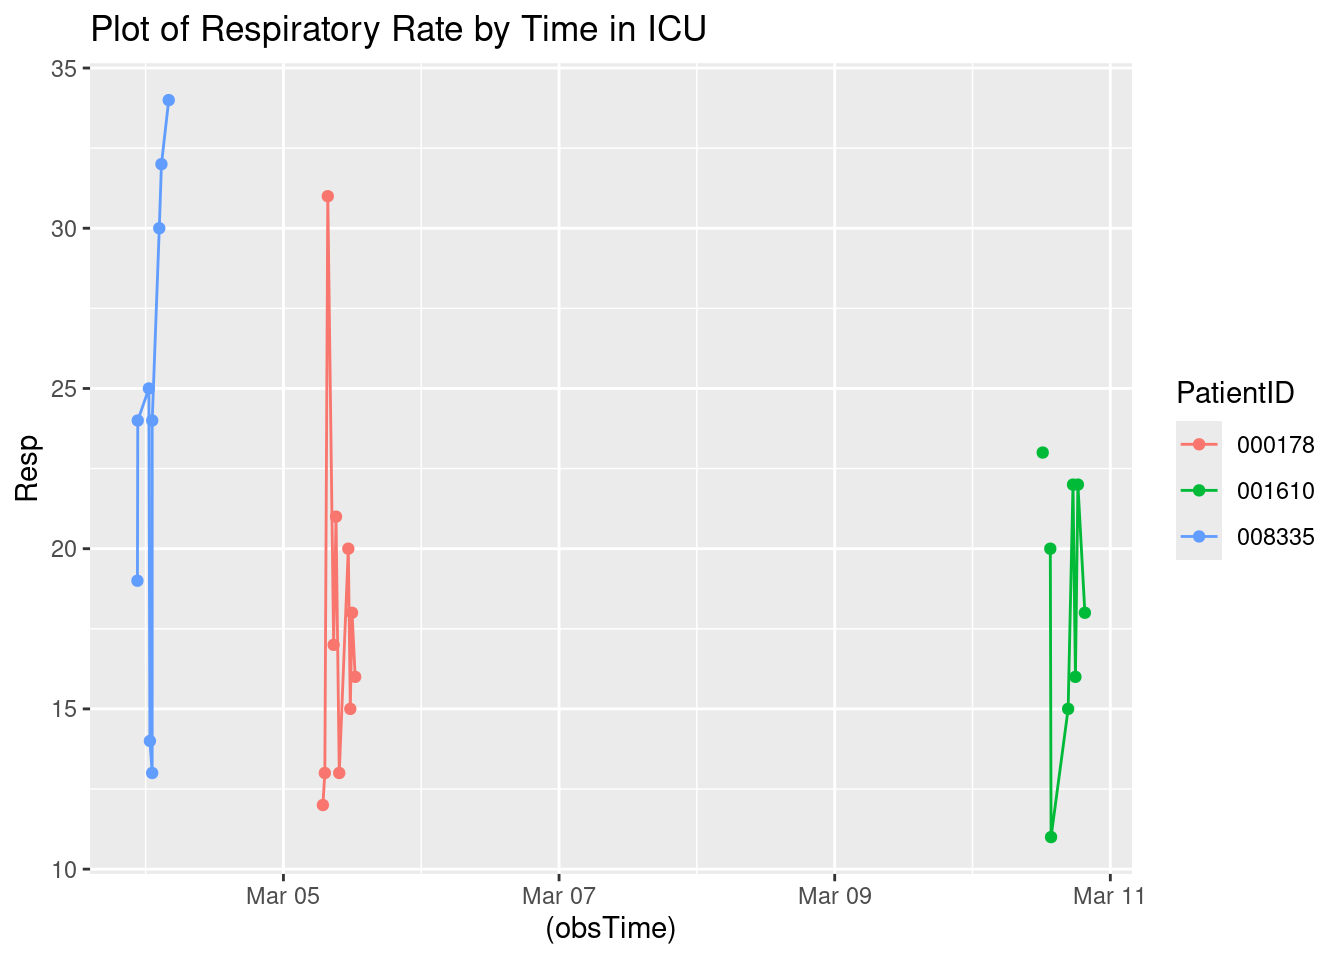 Plot of Respiratory Rate by Time in ICU
35
30
25
20
15
10
Resp
Mar 05
Mar 07
Mar 09
Mar 11
(obsTime)
PatientID
000178
001610
008335